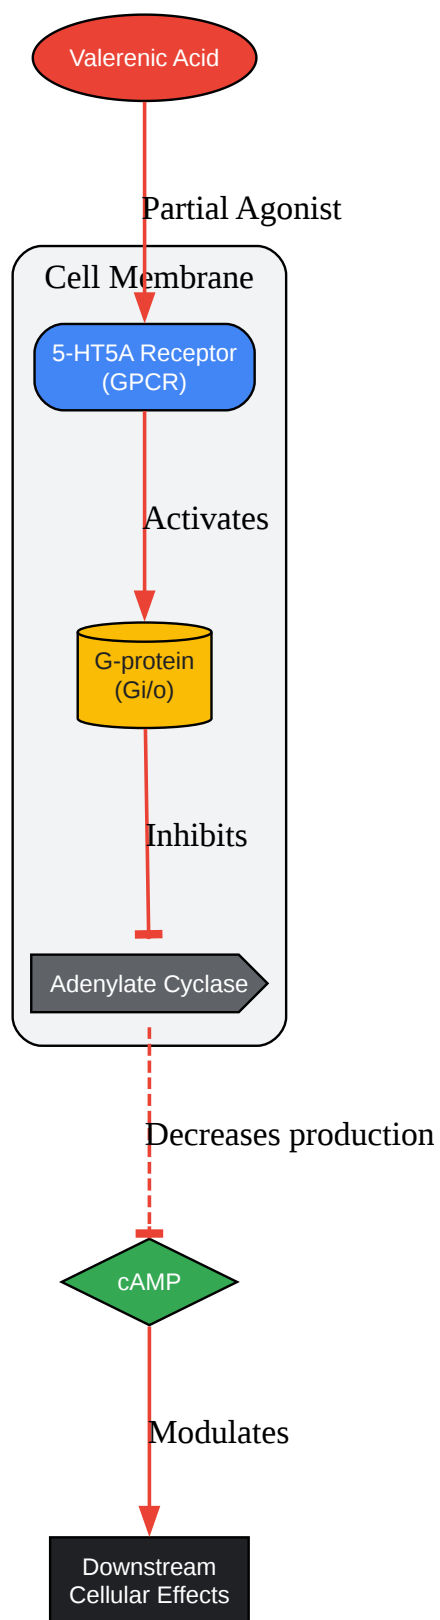 Valerenic Acid
Partial Agonist
Cell Membrane
5-HT5A Receptor
(GPCR)
Activates
G-protein
(Gi/o)
Inhibits
Adenylate Cyclase
Decreases production
cAMP
Modulates
Downstream
Cellular Effects